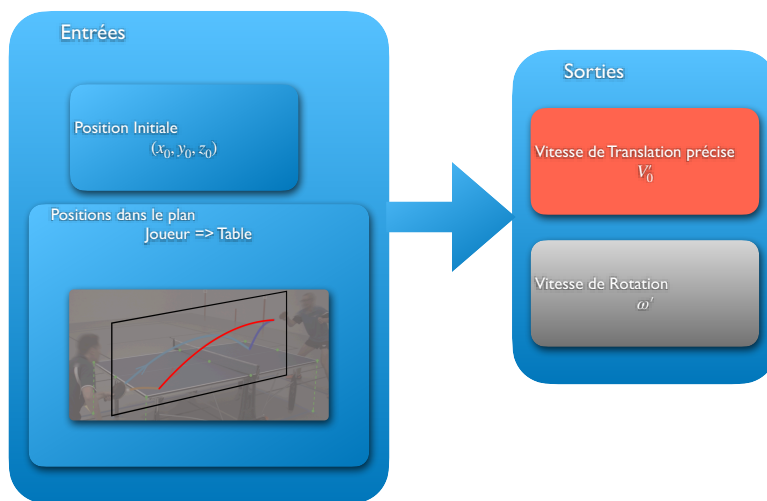 Entrées
Position Initiale
(x₀, y₀, z₀)
Positions dans le plan
Joueur => Table
Sorties
Vitesse de Translation précise
V₀′
Vitesse de Rotation
ω′